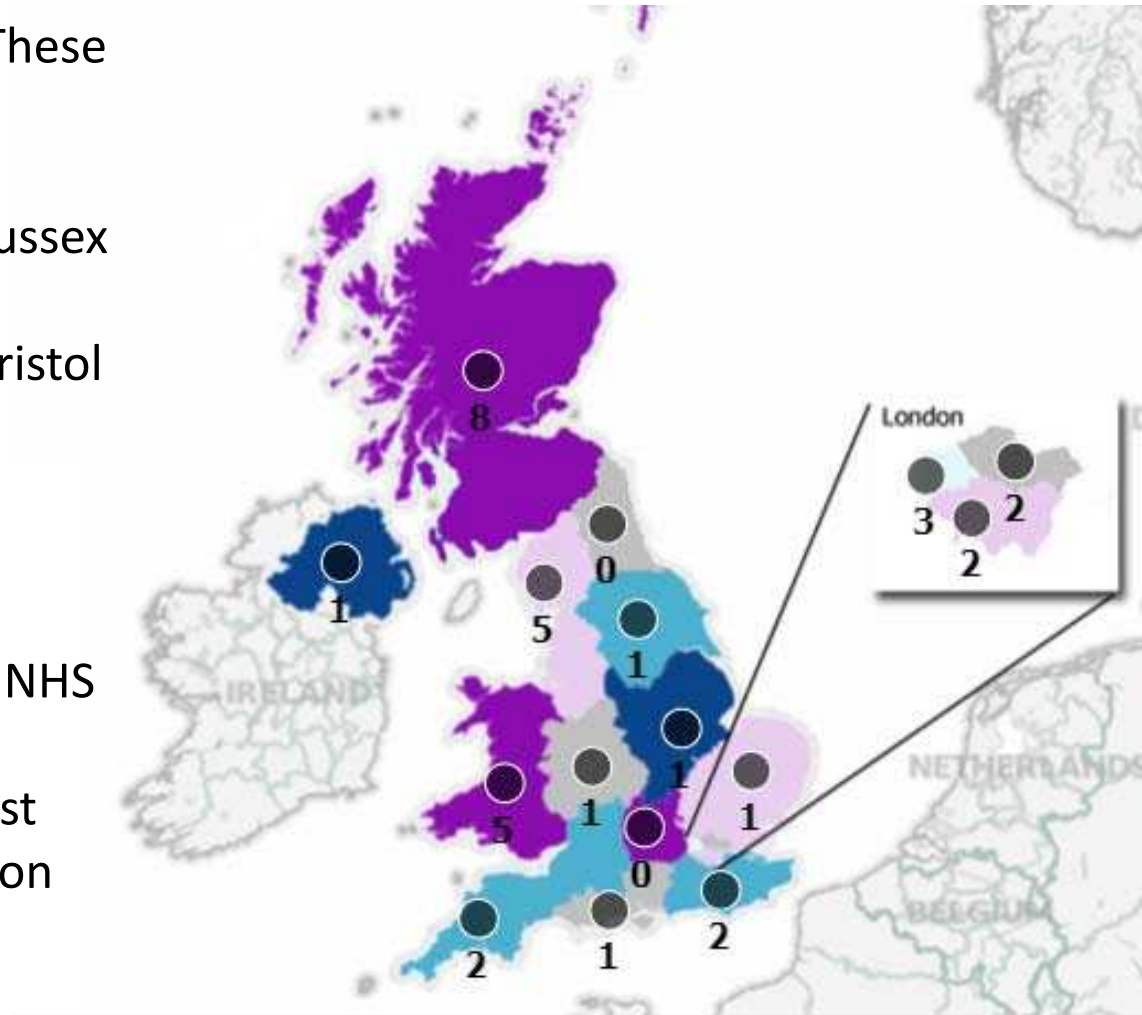 These
ussex
ristol
NHS
st
on
8
London
3
2
2
0
5
1
1
IRELAND
1
NETHERLANDS
1
1
5
0
2
BELGIUM
2
1